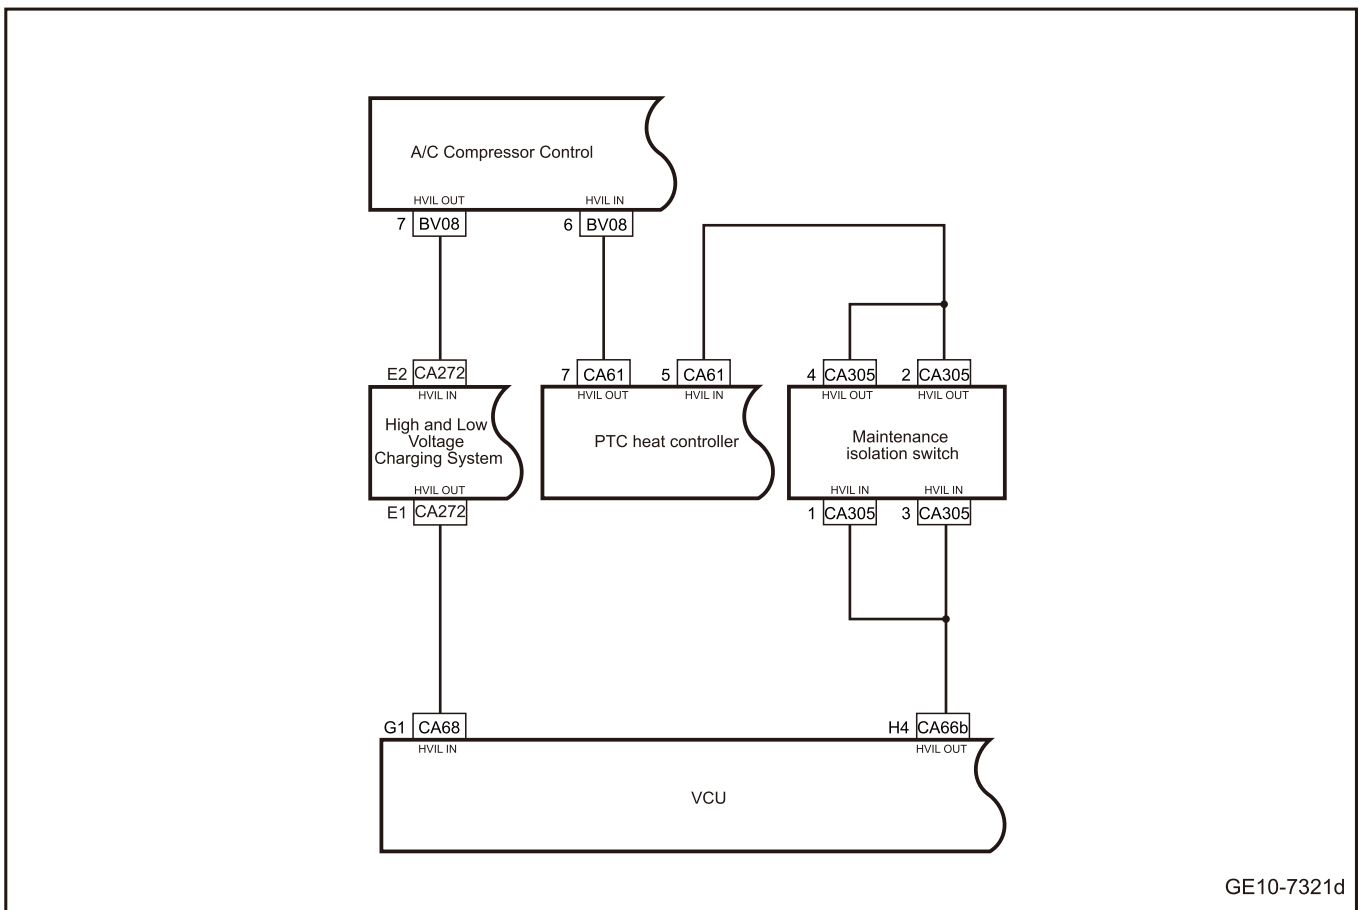 A/C Compressor Control
HVIL OUT
HVIL IN
7 BV08
6 BV08
E2 CA272
7 CA61
5 CA61
4 CA305
2 CA305
HVIL IN
HVIL OUT
HVIL IN
HVIL OUT
HVIL OUT
High and Low
Voltage
Charging System
PTC heat controller
Maintenance
isolation switch
HVIL OUT
HVIL IN
HVIL IN
E1 CA272
1 CA305
3 CA305
G1 CA68
H4 CA66b
HVIL IN
HVIL OUT
VCU
GE10-7321d